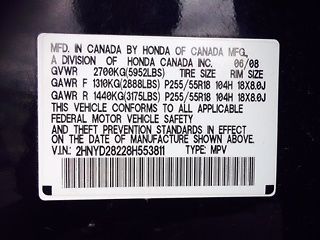 MFD. IN CANADA BY HONDA OF CANADA MFG.,
A DIVISION OF HONDA CANADA INC. 06/08
GVWR 2700KG(5952LBS) TIRE SIZE RIM SIZE
GAWR F 1310KG(2888LBS) P255/55R18 104H 18X8.0J
GAWR R 1440KG(3175LBS) P255/55R18 104H 18X8.0J
THIS VEHICLE CONFORMS TO ALL APPLICABLE
FEDERAL MOTOR VEHICLE SAFETY
AND THEFT PREVENTION STANDARDS IN EFFECT
ON THE DATE OF MANUFACTURE SHOWN ABOVE.
V.I.N.: 2HNYD28228H553811 TYPE: MPV